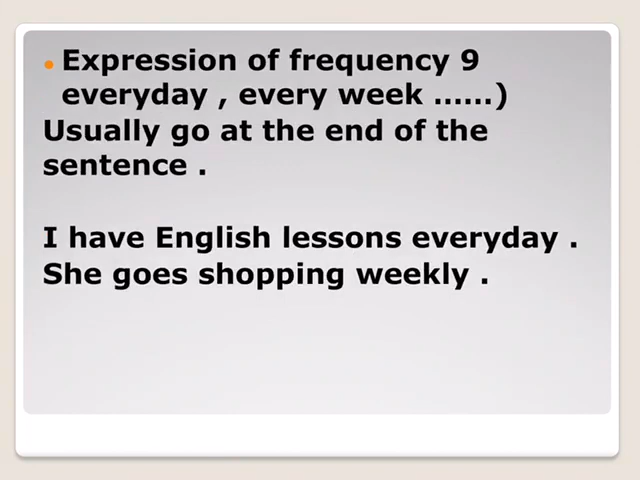 Expression of frequency 9
everyday , every week ......)
Usually go at the end of the
sentence .
I have English lessons everyday .
She goes shopping weekly .